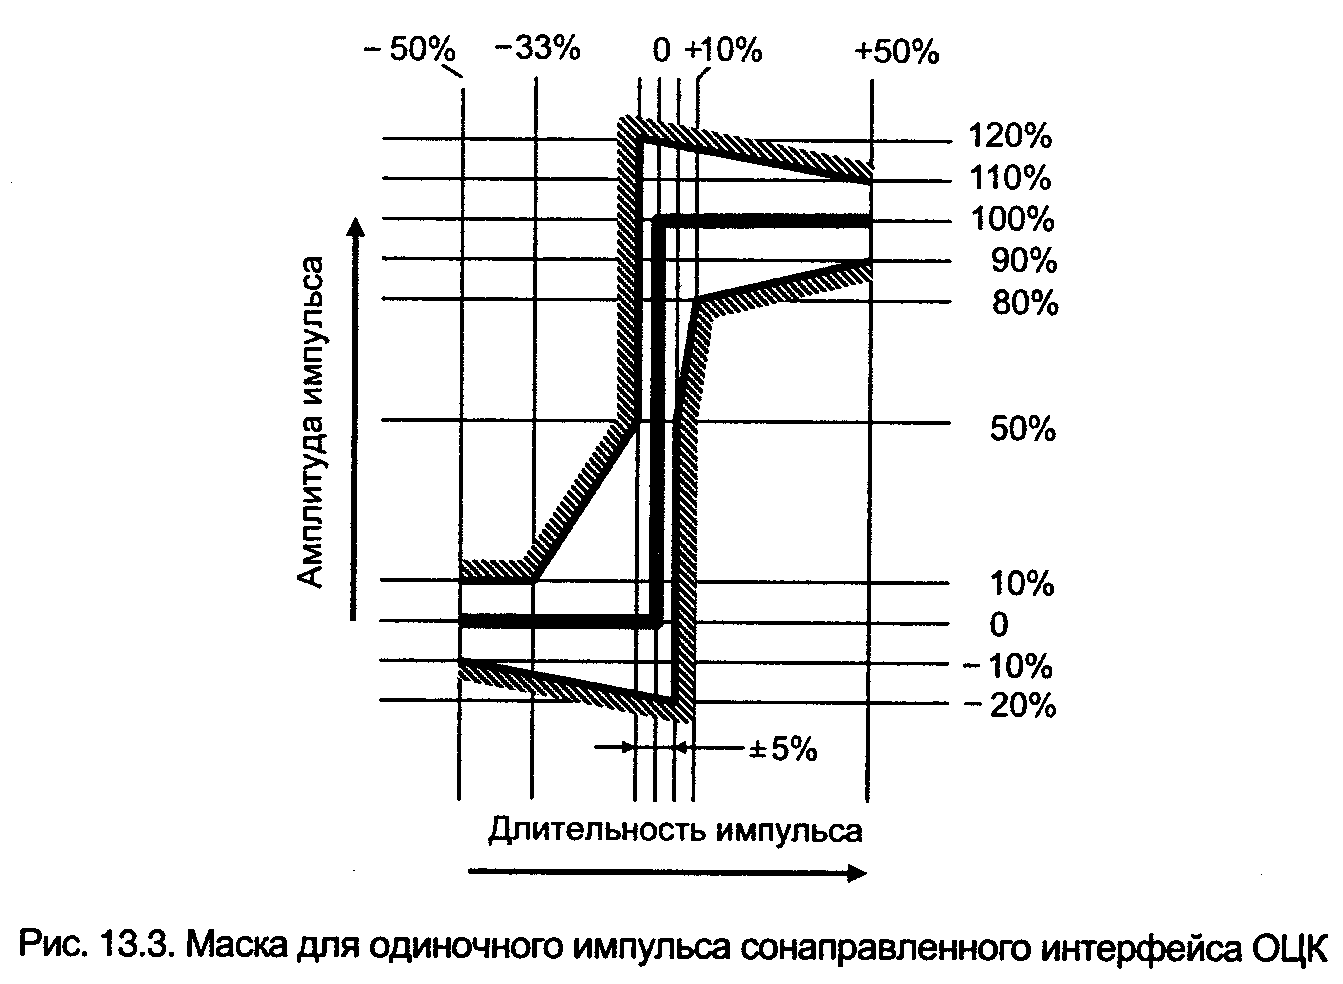 − 50% −33% 0 +10% +50%
120%
110%
100%
90%
80%
50%
10%
0
− 10%
− 20%
Амплитуда импульса
± 5%
Длительность импульса
Рис. 13.3. Маска для одиночного импульса сонаправленного интерфейса ОЦК